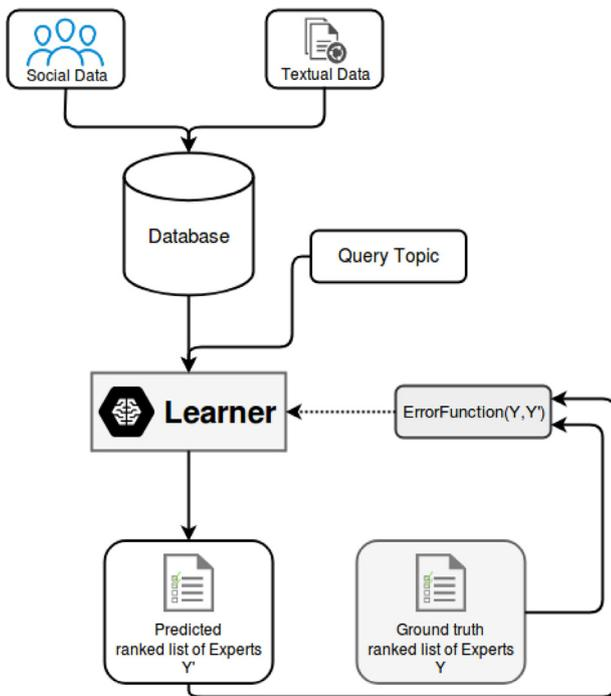 Social Data
Textual Data
Database
Query Topic
Learner
ErrorFunction(Y,Y')
Predicted
ranked list of Experts
Y'
Ground truth
ranked list of Experts
Y